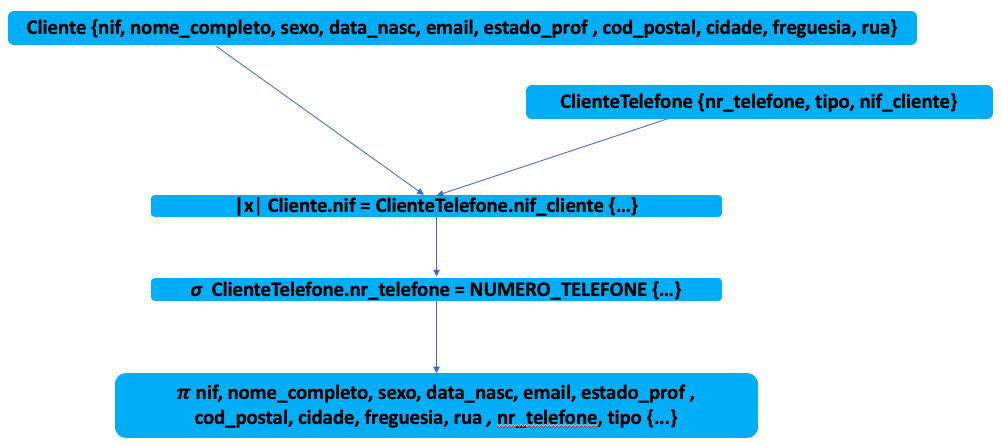 Cliente {nif, nome_completo, sexo, data_nasc, email, estado_prof , cod_postal, cidade, freguesia, rua}
ClienteTelefone {nr_telefone, tipo, nif_cliente}
|x| Cliente.nif = ClienteTelefone.nif_cliente {...}
σ ClienteTelefone.nr_telefone = NUMERO_TELEFONE {...}
π nif, nome_completo, sexo, data_nasc, email, estado_prof ,
cod_postal, cidade, freguesia, rua , nr_telefone, tipo {...}